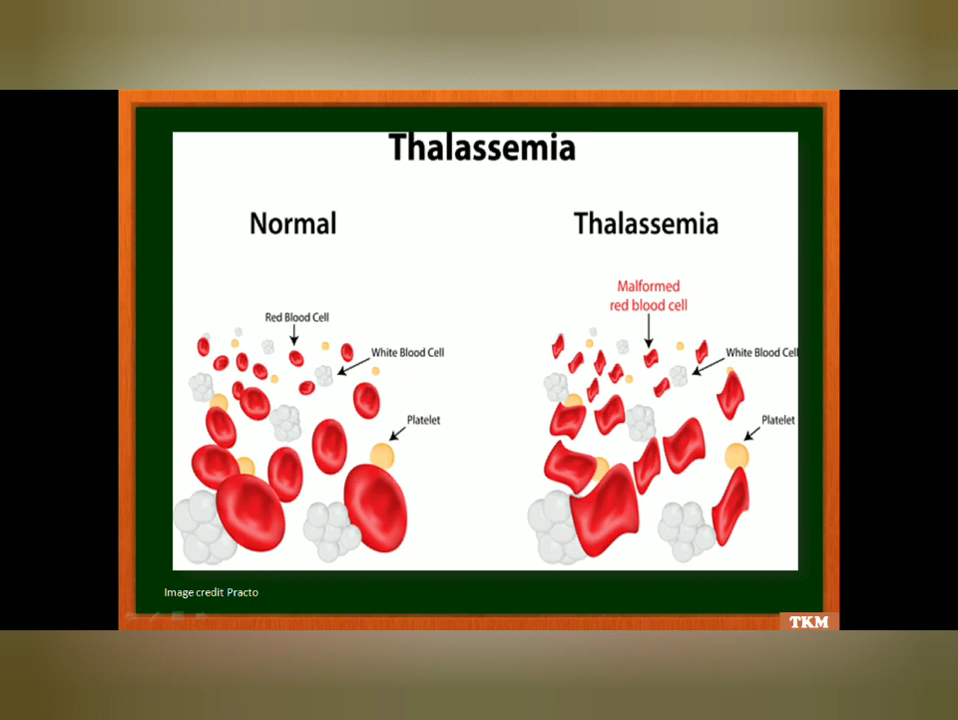 Thalassemia
Normal
Thalassemia
Malformed
red blood cell
Red Blood Cell
White Blood Cell
White Blood Cell
Platelet
Platelet
Image credit Practo
TKM